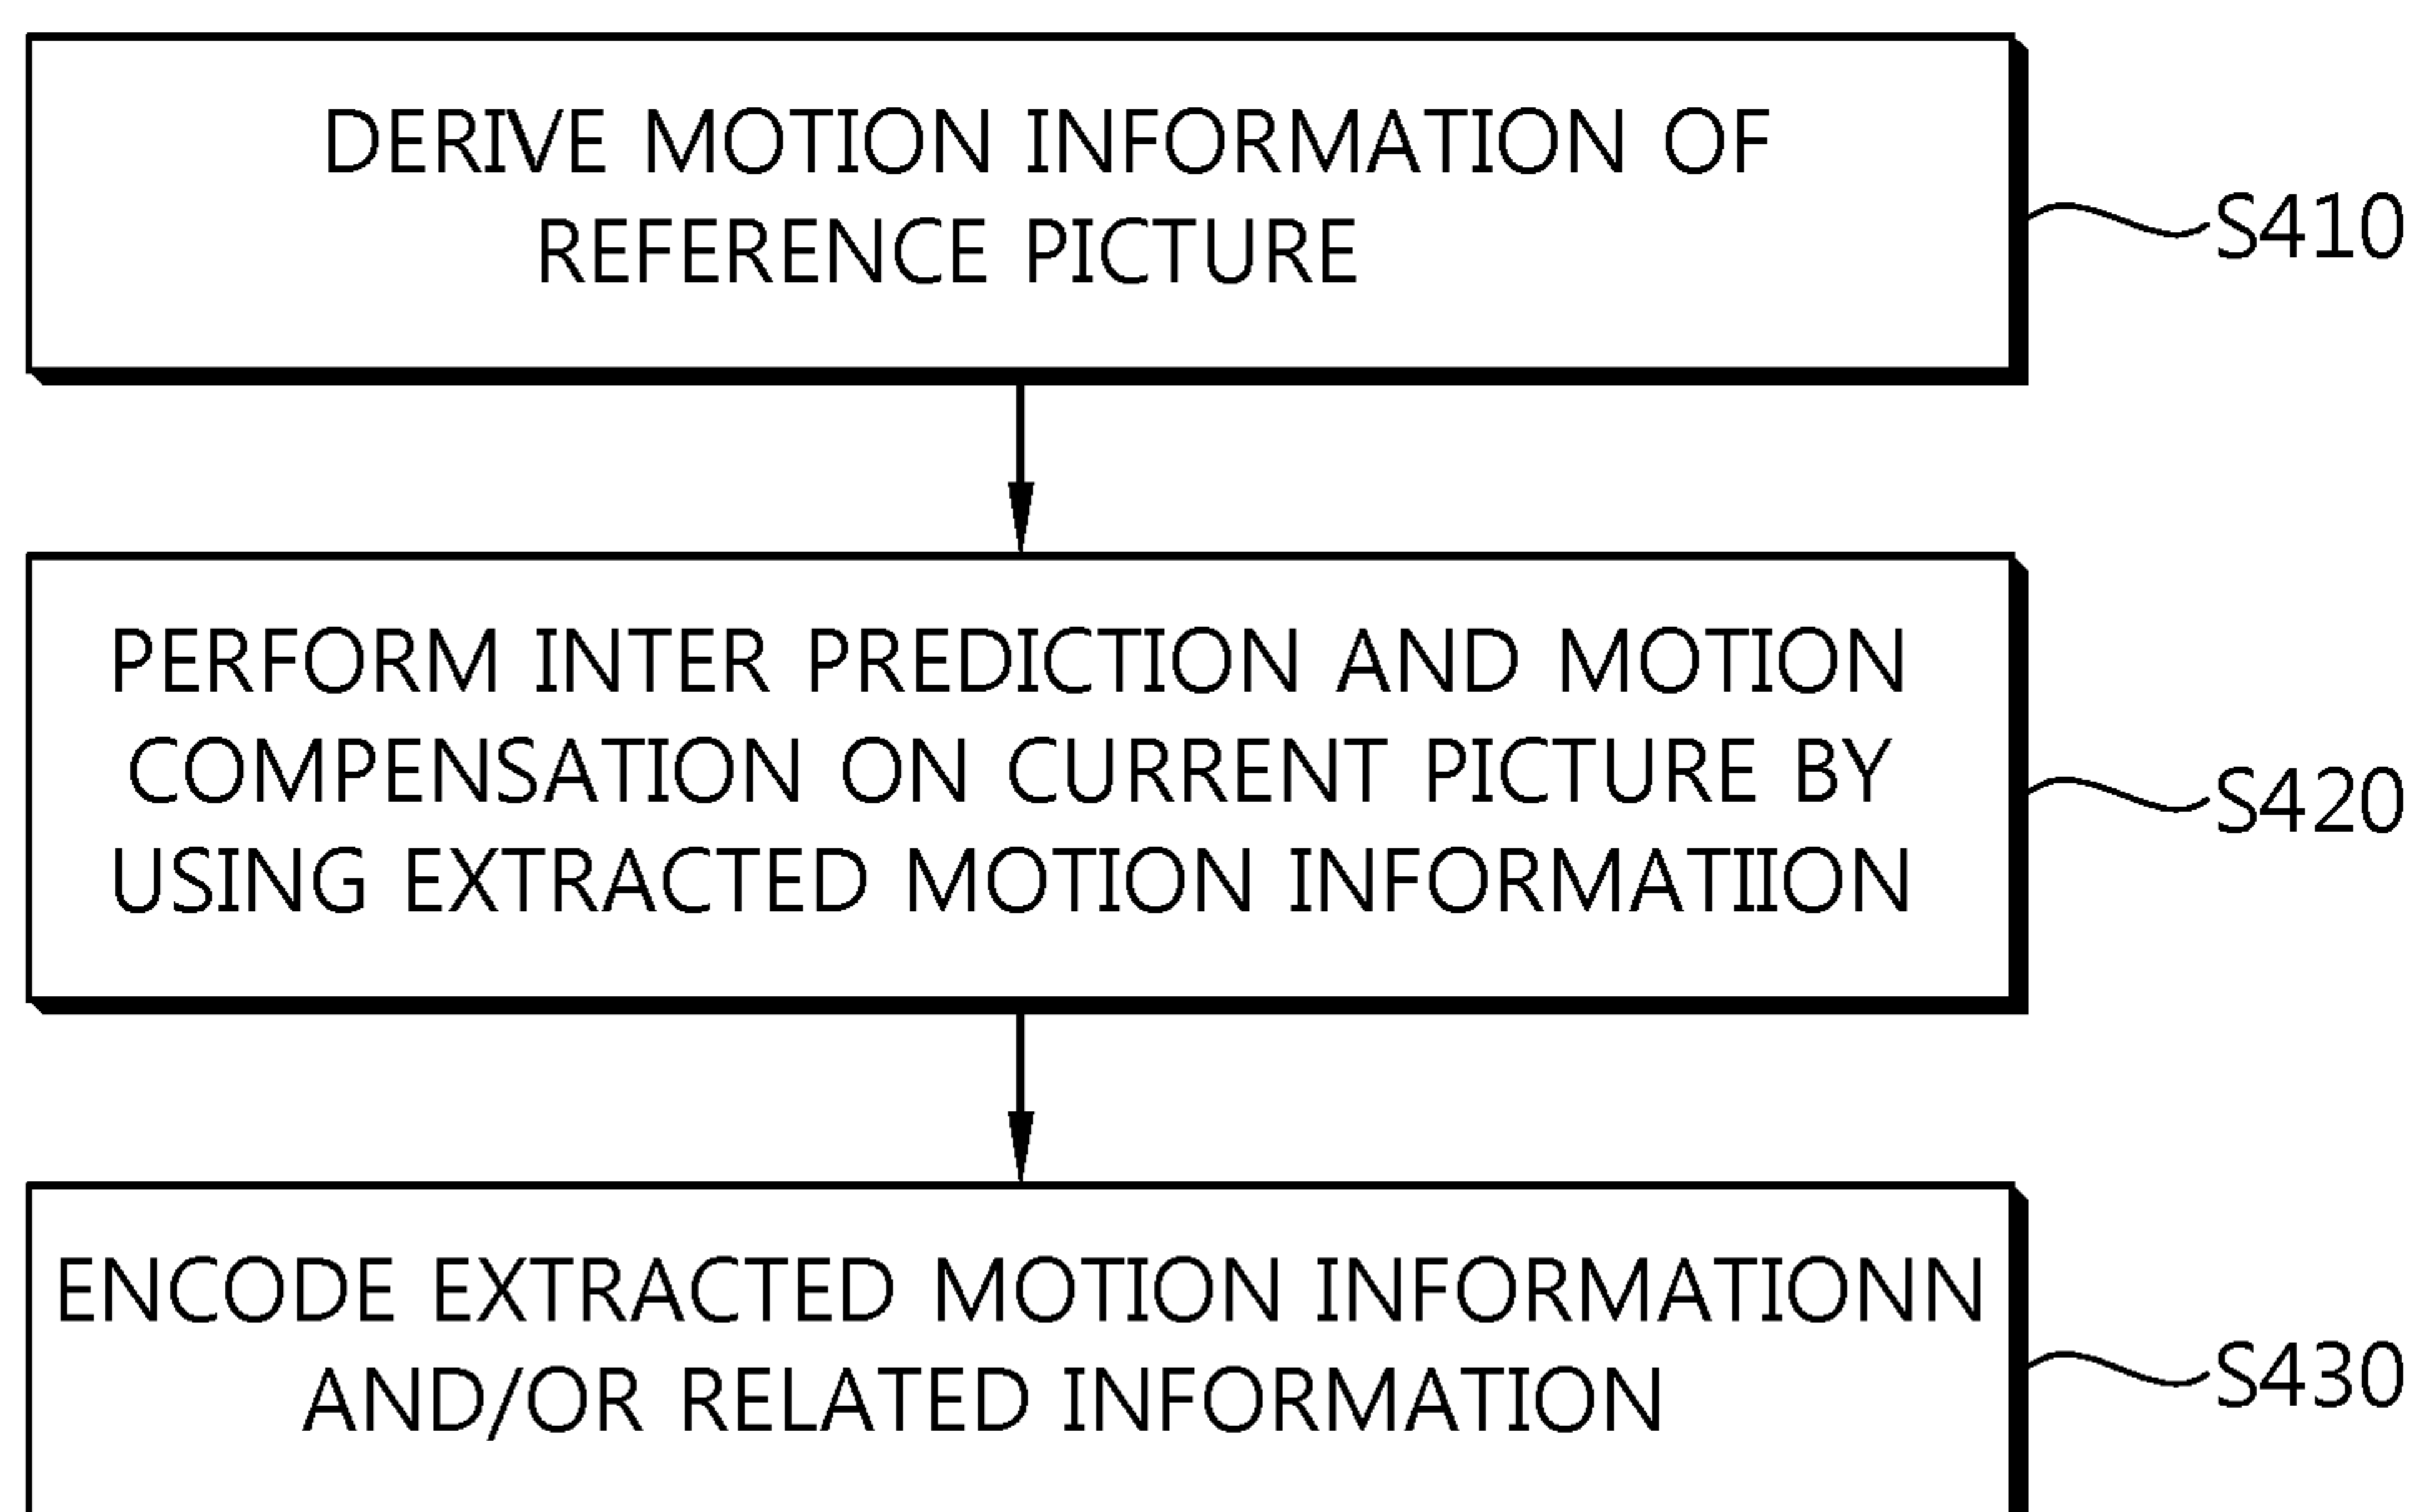 DERIVE MOTION INFORMATION OF
REFERENCE PICTURE
S410
PERFORM INTER PREDICTION AND MOTION
COMPENSATION ON CURRENT PICTURE BY
USING EXTRACTED MOTION INFORMATIION
S420
ENCODE EXTRACTED MOTION INFORMATIONN
AND/OR RELATED INFORMATION
S430